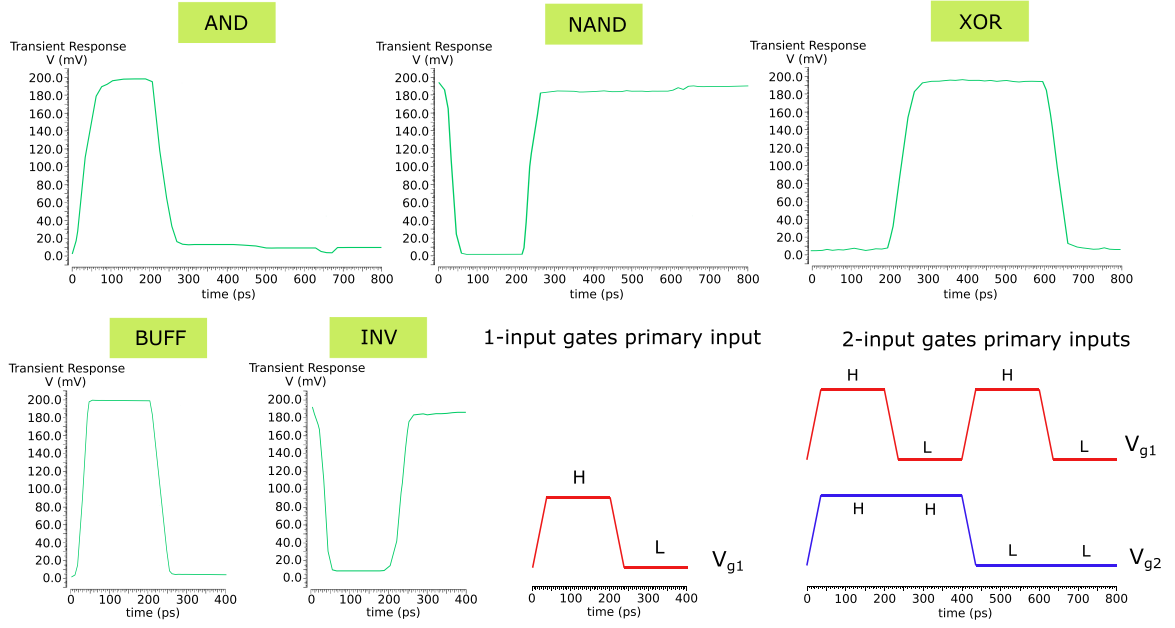 AND
Transient Response
V (mV)
200.0
180.0
160.0
140.0
120.0
100.0
80.0
60.0
40.0
20.0
0.0
0 100 200 300 400 500 600 700 800
time (ps)
NAND
Transient Response
V (mV)
200.0
180.0
160.0
140.0
120.0
100.0
80.0
60.0
40.0
20.0
0.0
0 100 200 300 400 500 600 700 800
time (ps)
XOR
Transient Response
V (mV)
200.0
180.0
160.0
140.0
120.0
100.0
80.0
60.0
40.0
20.0
0.0
0 100 200 300 400 500 600 700 800
time (ps)
BUFF
Transient Response
V (mV)
200.0
180.0
160.0
140.0
120.0
100.0
80.0
60.0
40.0
20.0
0.0
0 100 200 300 400
time (ps)
INV
Transient Response
V (mV)
200.0
180.0
160.0
140.0
120.0
100.0
80.0
60.0
40.0
20.0
0.0
0 100 200 300 400
time (ps)
1-input gates primary input
H
L
Vg1
0 100 200 300 400
time (ps)
2-input gates primary inputs
H H
L L
Vg1
H H
L L
Vg2
0 100 200 300 400 500 600 700 800
time (ps)